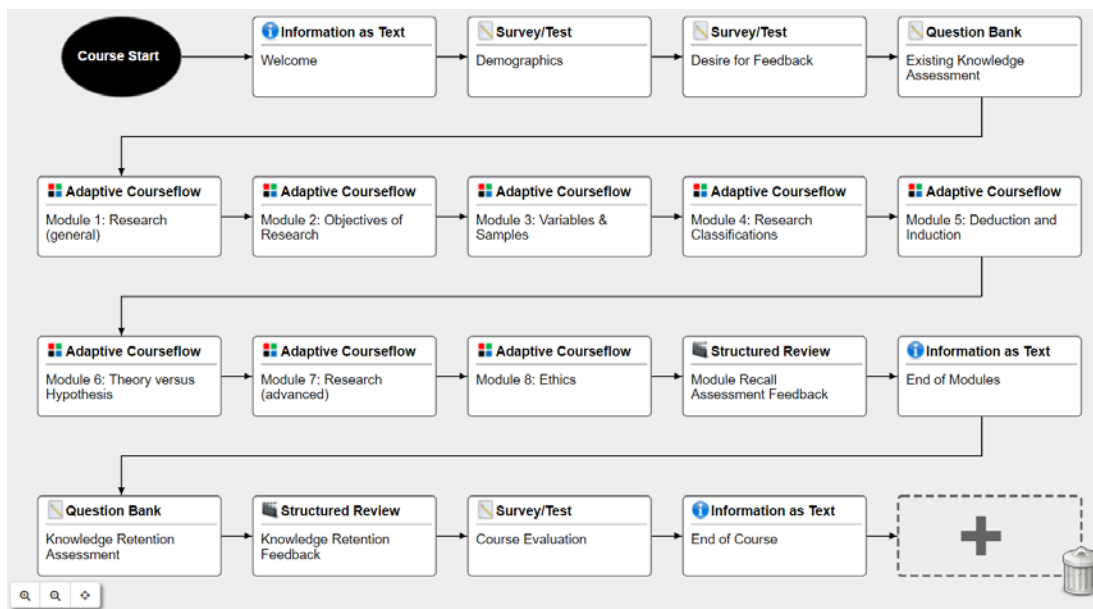 Course Start
Information as Text
Welcome
Survey/Test
Demographics
Survey/Test
Desire for Feedback
Question Bank
Existing Knowledge
Assessment
Adaptive Courseflow
Module 1: Research
(general)
Adaptive Courseflow
Module 2: Objectives of
Research
Adaptive Courseflow
Module 3: Variables &
Samples
Adaptive Courseflow
Module 4: Research
Classifications
Adaptive Courseflow
Module 5: Deduction and
Induction
Adaptive Courseflow
Module 6: Theory versus
Hypothesis
Adaptive Courseflow
Module 7: Research
(advanced)
Adaptive Courseflow
Module 8: Ethics
Structured Review
Module Recall
Assessment Feedback
Information as Text
End of Modules
Question Bank
Knowledge Retention
Assessment
Structured Review
Knowledge Retention
Feedback
Survey/Test
Course Evaluation
Information as Text
End of Course